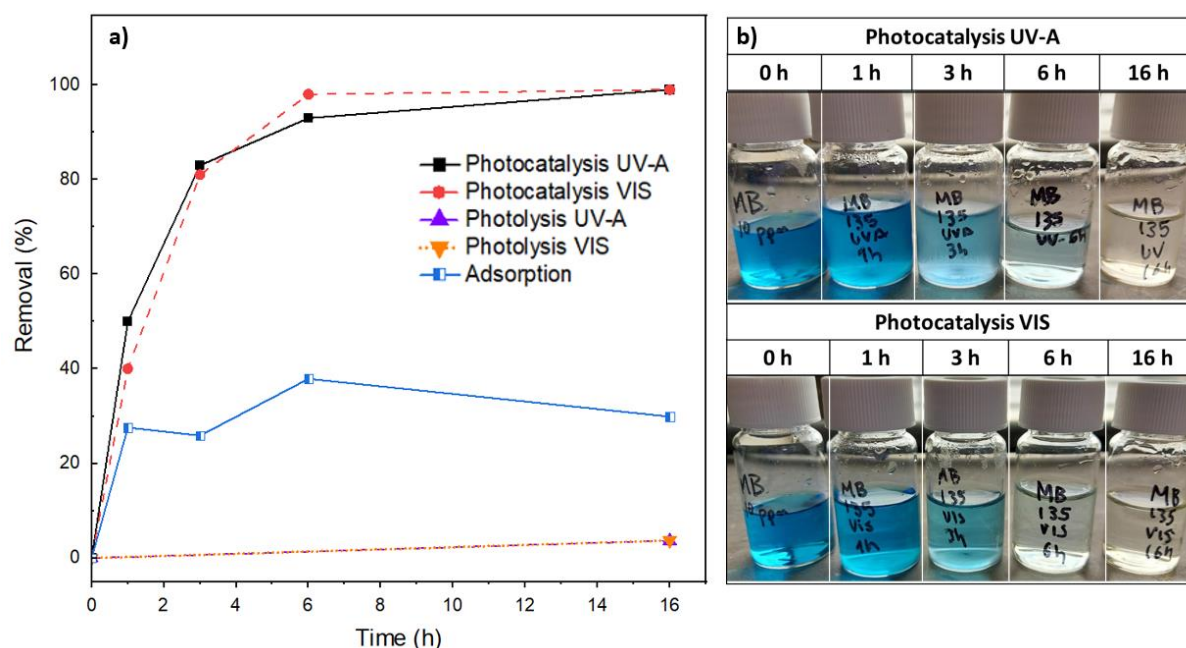 a)
100
80
60
40
20
0
Removal (%)
0
2
4
6
8
10
12
14
16
Time (h)
Photocatalysis UV-A
Photocatalysis VIS
Photolysis UV-A
Photolysis VIS
Adsorption
b)
Photocatalysis UV-A
0 h
1 h
3 h
6 h
16 h
MB
10 ppm
MB
135
UVA
1h
MB
135
UVA
3h
MB
135
UV-6h
MB
135
UV
16h
Photocatalysis VIS
0 h
1 h
3 h
6 h
16 h
MB
10 ppm
MB
135
Vis
1h
MB
135
VIS
3h
MB
135
VIS
6h
MB
135
VIS
16h